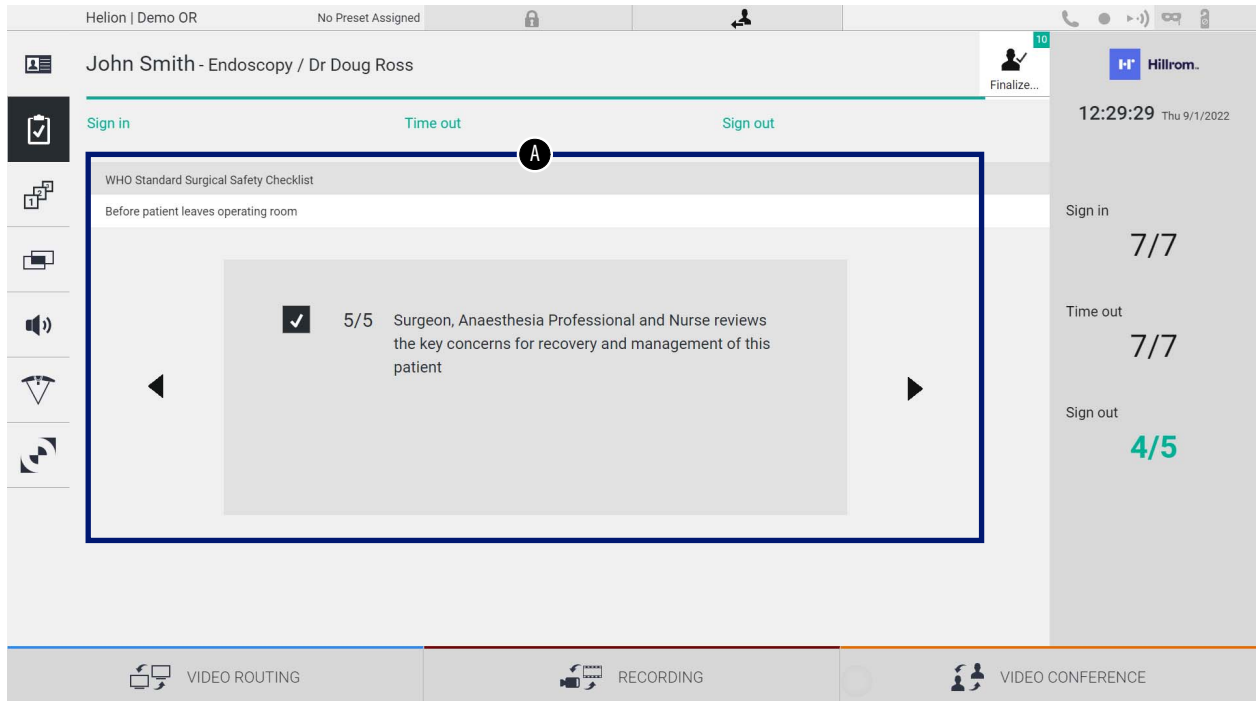 Helion | Demo OR
No Preset Assigned
John Smith - Endoscopy / Dr Doug Ross
10
Finalize...
Hillrom™
12:29:29 Thu 9/1/2022
Sign in
Time out
Sign out
A
WHO Standard Surgical Safety Checklist
Before patient leaves operating room
5/5 Surgeon, Anaesthesia Professional and Nurse reviews
the key concerns for recovery and management of this
patient
Sign in
7/7
Time out
7/7
Sign out
4/5
VIDEO ROUTING
RECORDING
VIDEO CONFERENCE